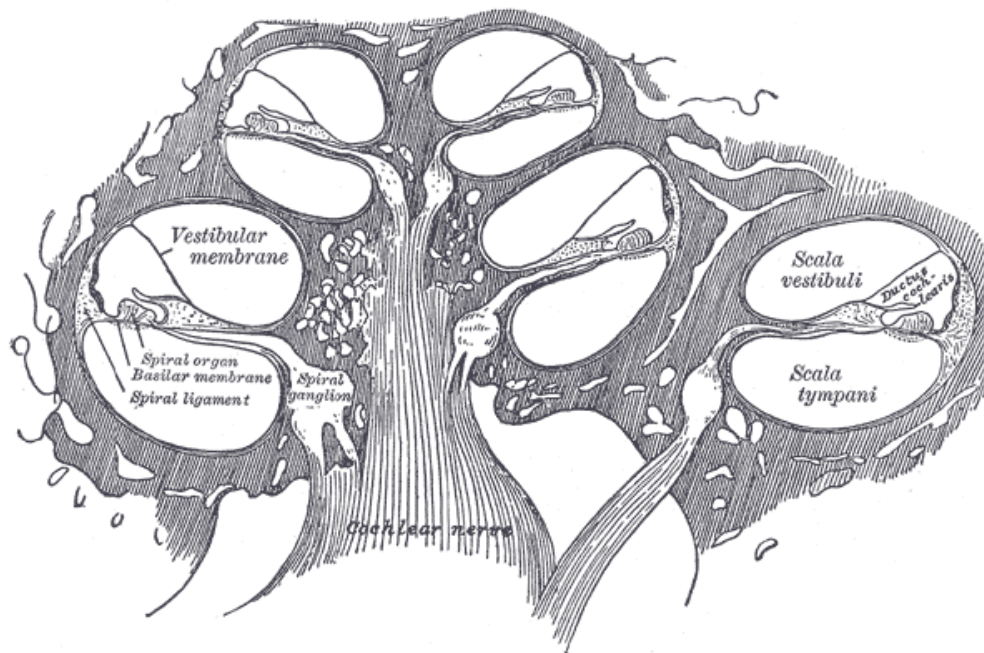 Vestibular
membrane
Spiral organ
Basilar membrane
Spiral ligament
Spiral
ganglion
Cochlear nerve
Scala
vestibuli
Ductus
coch-
learis
Scala
tympani